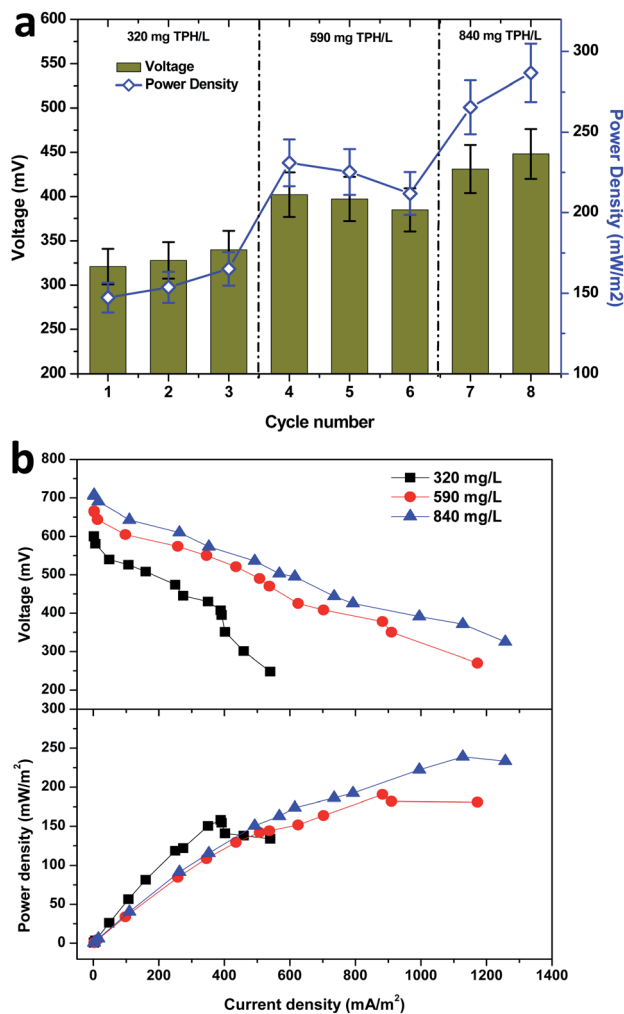 a
320 mg TPH/L 590 mg TPH/L 840 mg TPH/L
Voltage
Power Density
600
550
500
450
400
350
300
250
200
Voltage (mV)
300
250
200
150
100
Power Density (mW/m2)
1 2 3 4 5 6 7 8
Cycle number
b
320 mg/L
590 mg/L
840 mg/L
800
700
600
500
400
300
200
300
Voltage (mV)
250
200
150
100
50
0
Power density (mW/m²)
0 200 400 600 800 1000 1200 1400
Current density (mA/m²)